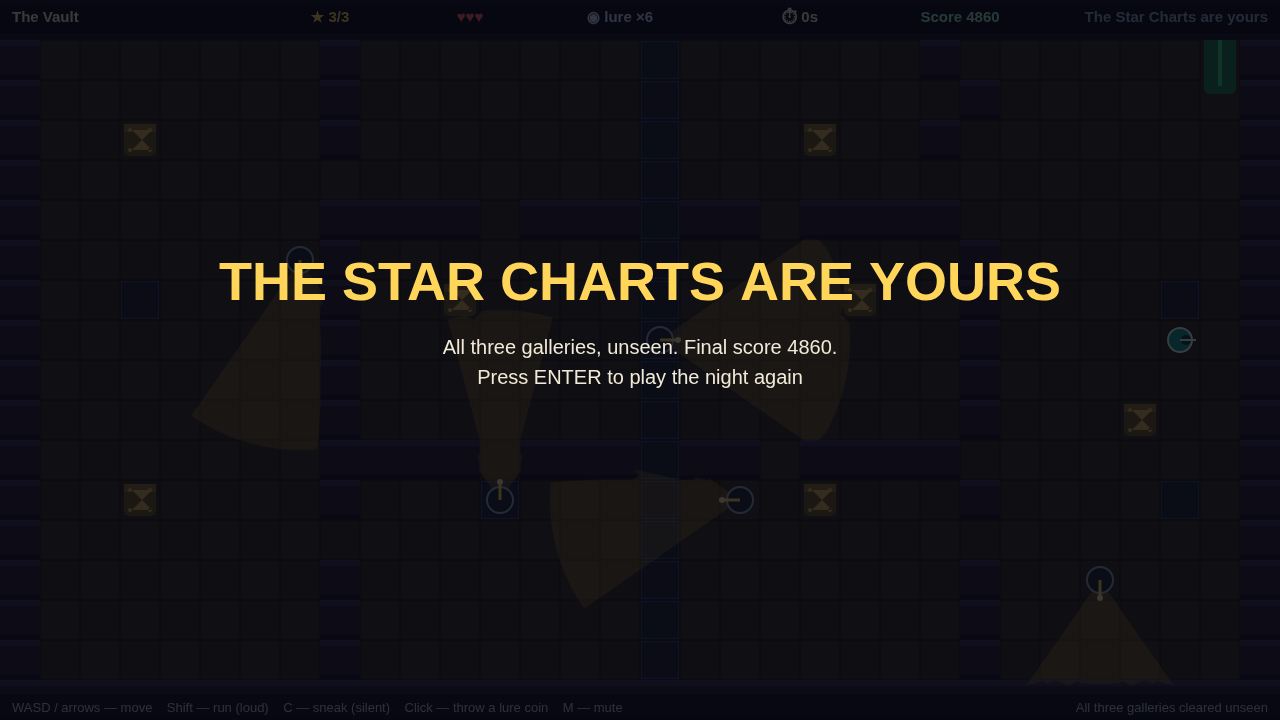 The Vault ★ 3/3 ♥♥♥ ◉ lure ×6 ⏱ 0s Score 4860 The Star Charts are yours
THE STAR CHARTS ARE YOURS
All three galleries, unseen. Final score 4860.
Press ENTER to play the night again
WASD / arrows — move Shift — run (loud) C — sneak (silent) Click — throw a lure coin M — mute All three galleries cleared unseen